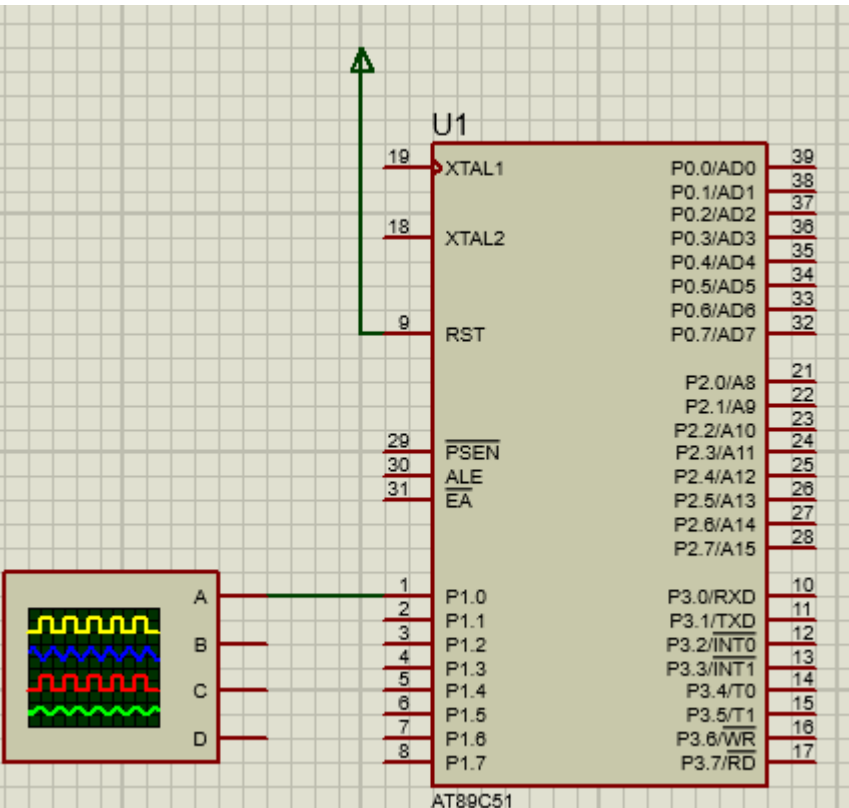 U1
19 XTAL1 P0.0/AD0 39
P0.1/AD1 38
P0.2/AD2 37
18 XTAL2 P0.3/AD3 36
P0.4/AD4 35
P0.5/AD5 34
P0.6/AD6 33
9 RST P0.7/AD7 32
P2.0/A8 21
P2.1/A9 22
P2.2/A10 23
29 PSEN P2.3/A11 24
30 ALE P2.4/A12 25
31 EA P2.5/A13 26
P2.6/A14 27
P2.7/A15 28
A 1 P1.0 P3.0/RXD 10
2 P1.1 P3.1/TXD 11
B 3 P1.2 P3.2/INT0 12
4 P1.3 P3.3/INT1 13
C 5 P1.4 P3.4/T0 14
6 P1.5 P3.5/T1 15
D 7 P1.6 P3.6/WR 16
8 P1.7 P3.7/RD 17
AT89C51